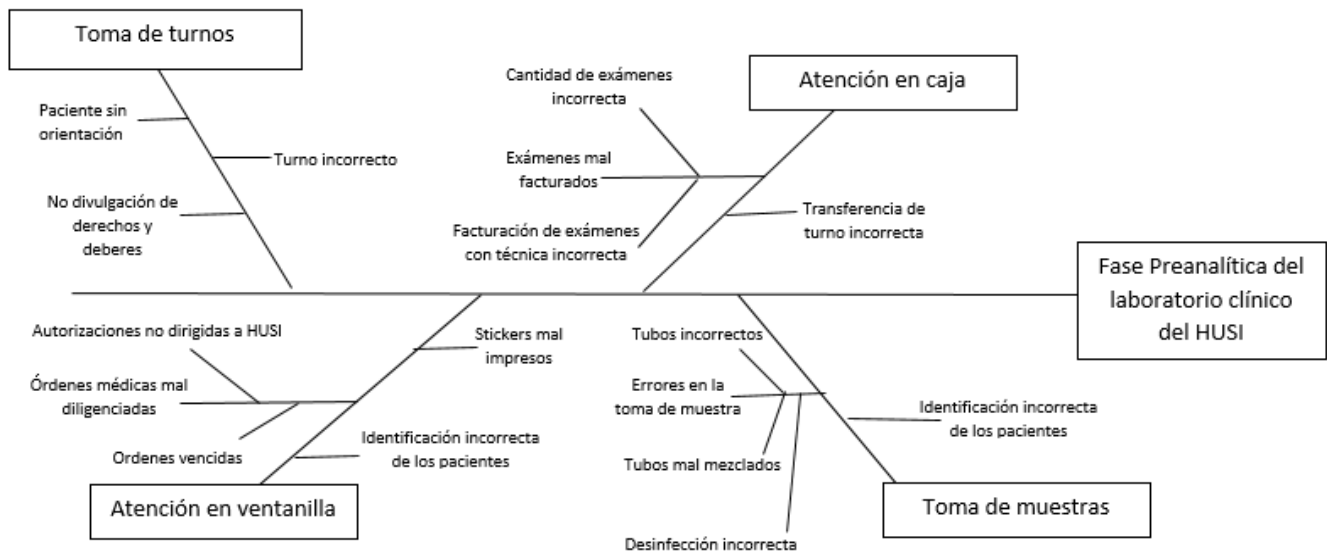 Toma de turnos
Paciente sin
orientación
Turno incorrecto
No divulgación de
derechos y
deberes
Cantidad de exámenes
incorrecta
Atención en caja
Exámenes mal
facturados
Facturación de exámenes
con técnica incorrecta
Transferencia de
turno incorrecta
Fase Preanalítica del
laboratorio clínico
del HUSI
Autorizaciones no dirigidas a HUSI
Stickers mal
impresos
Órdenes médicas mal
diligenciadas
Ordenes vencidas
Identificación incorrecta
de los pacientes
Atención en ventanilla
Tubos incorrectos
Errores en la
toma de muestra
Tubos mal mezclados
Desinfección incorrecta
Identificación incorrecta
de los pacientes
Toma de muestras